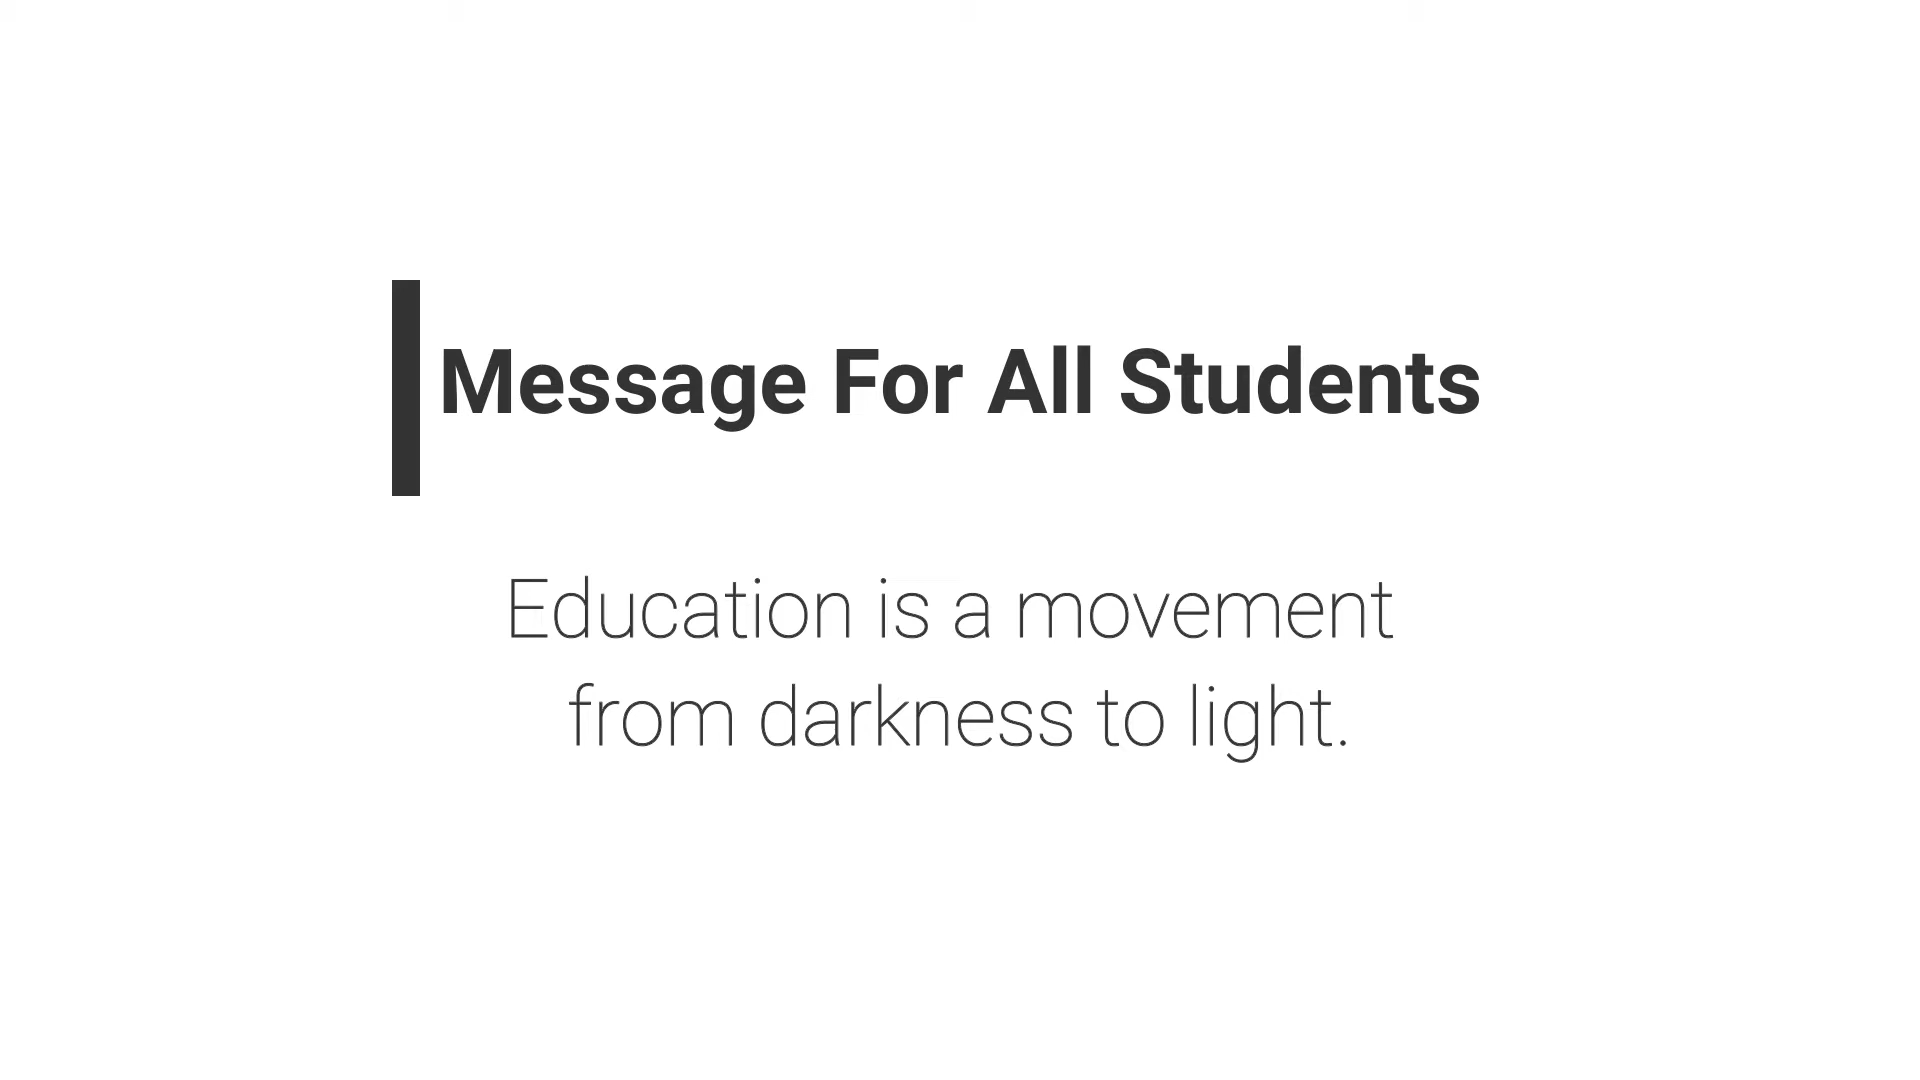 Message For All Students
Education is a movement
from darkness to light.